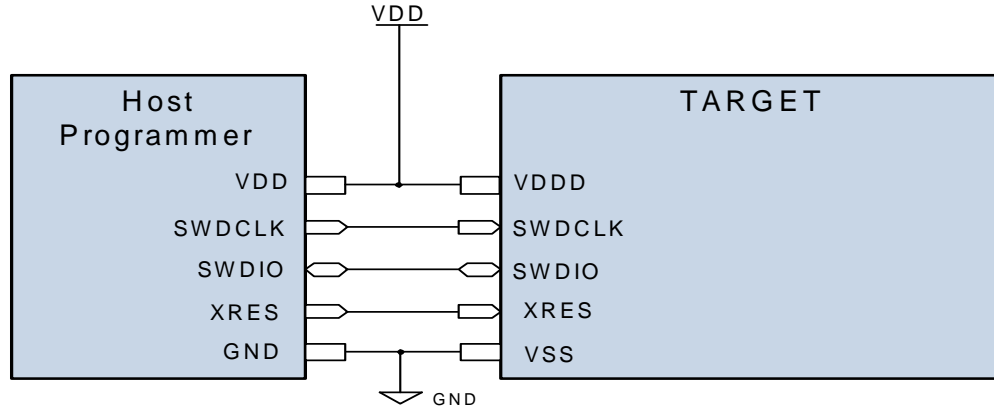 VDD
Host
Programmer
TARGET
VDD
VDDD
SWDCLK
SWDCLK
SWDIO
SWDIO
XRES
XRES
GND
VSS
GND